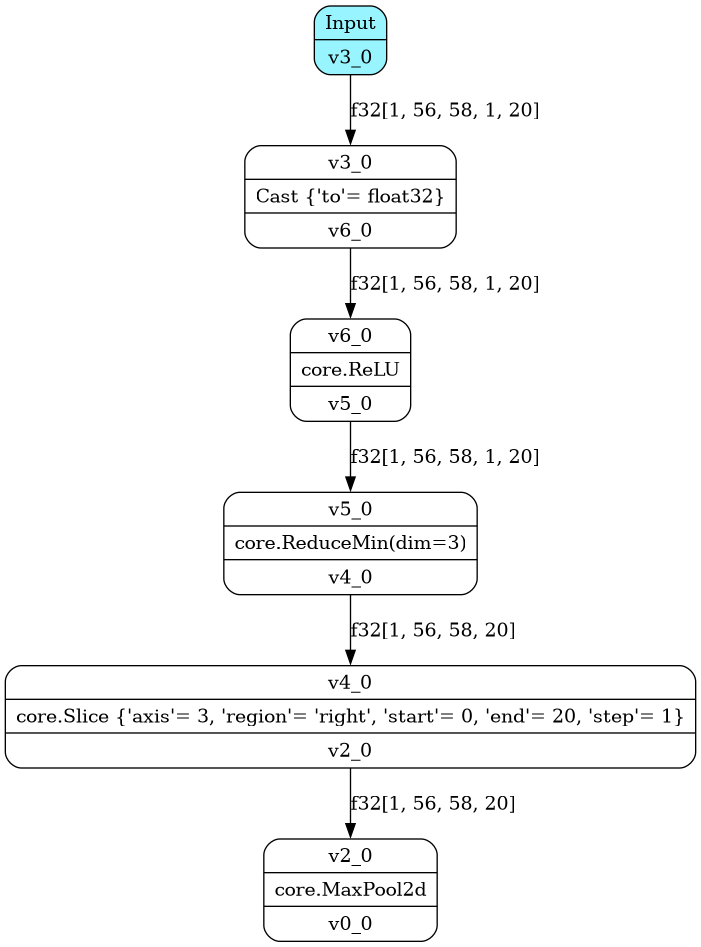 Input
v3_0
f32[1, 56, 58, 1, 20]
v3_0
Cast {'to'= float32}
v6_0
f32[1, 56, 58, 1, 20]
v6_0
core.ReLU
v5_0
f32[1, 56, 58, 1, 20]
v5_0
core.ReduceMin(dim=3)
v4_0
f32[1, 56, 58, 20]
v4_0
core.Slice {'axis'= 3, 'region'= 'right', 'start'= 0, 'end'= 20, 'step'= 1}
v2_0
f32[1, 56, 58, 20]
v2_0
core.MaxPool2d
v0_0